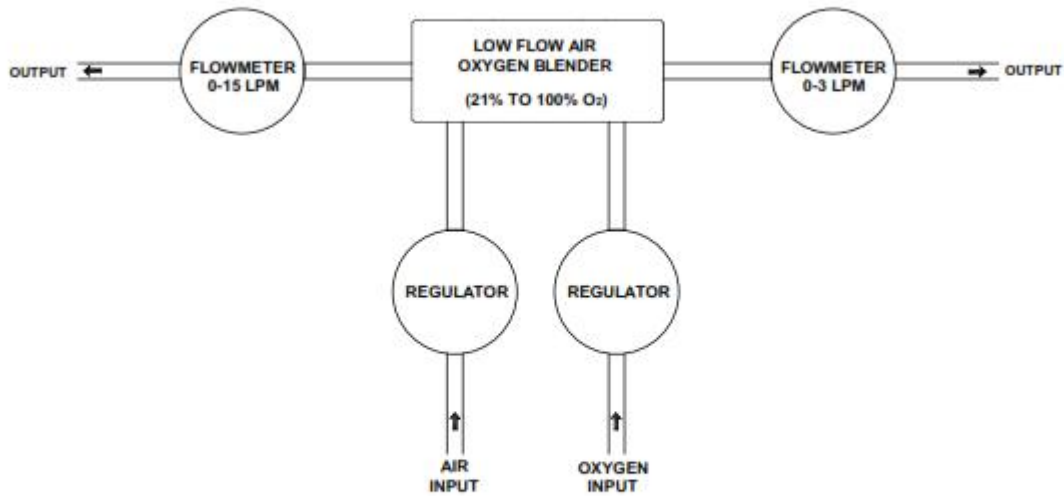 OUTPUT
FLOWMETER
0-15 LPM
LOW FLOW AIR
OXYGEN BLENDER
(21% TO 100% O₂)
FLOWMETER
0-3 LPM
OUTPUT
REGULATOR
REGULATOR
AIR
INPUT
OXYGEN
INPUT